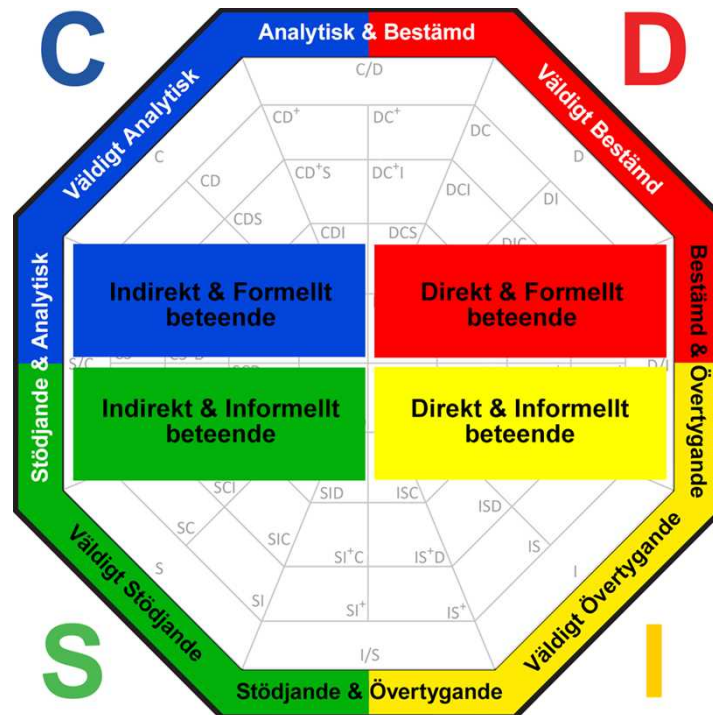 C
D
Analytisk & Bestämd
Väldigt Analytisk
Väldigt Bestämd
C/D
CD⁺
DC⁺
C
DC
D
CD⁺S
DC⁺I
CD
DCI
DI
CDS
CDI
DCS
Stödjande & Analytisk
Bestämd & Övertygande
Indirekt & Formellt
beteende
Direkt & Formellt
beteende
S/C
Indirekt & Informellt
beteende
Direkt & Informellt
beteende
SCI
SID
ISC
SC
SIC
ISD
IS
S
SI⁺C
IS⁺D
I
SI
SI⁺
IS⁺
I/S
Väldigt Stödjande
Väldigt Övertygande
Stödjande & Övertygande
S
I